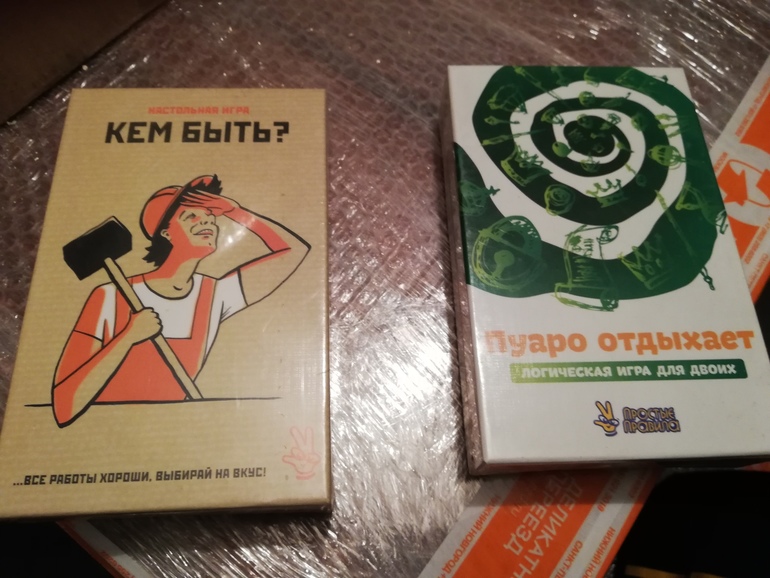 НАСТОЛЬНАЯ ИГРА
КЕМ БЫТЬ?
...ВСЕ РАБОТЫ ХОРОШИ, ВЫБИРАЙ НА ВКУС!
Пуаро отдыхает
ЛОГИЧЕСКАЯ ИГРА ДЛЯ ДВОИХ
ПРОСТЫЕ
ПРАВИЛА